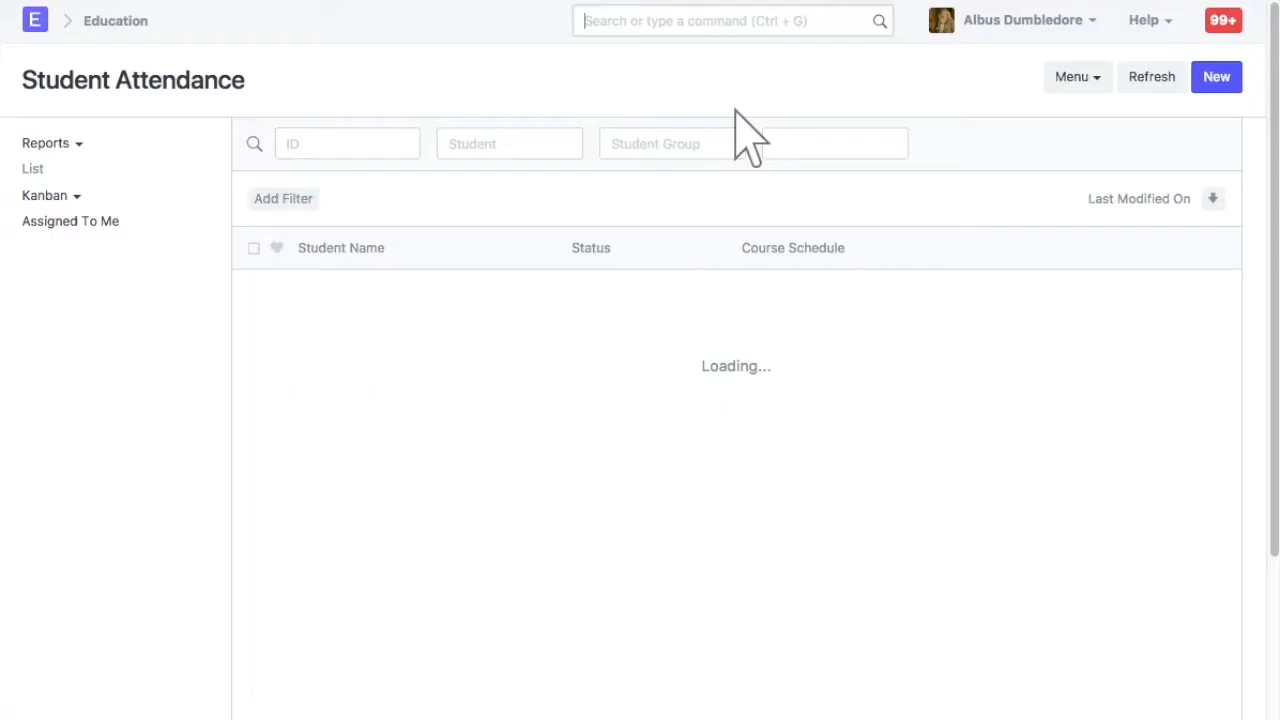 E Education Search or type a command (Ctrl + G) Albus Dumbledore Help 99+
Student Attendance Menu Refresh New
Reports
List
Kanban
Assigned To Me
ID Student Student Group
Add Filter Last Modified On
Student Name Status Course Schedule
Loading...